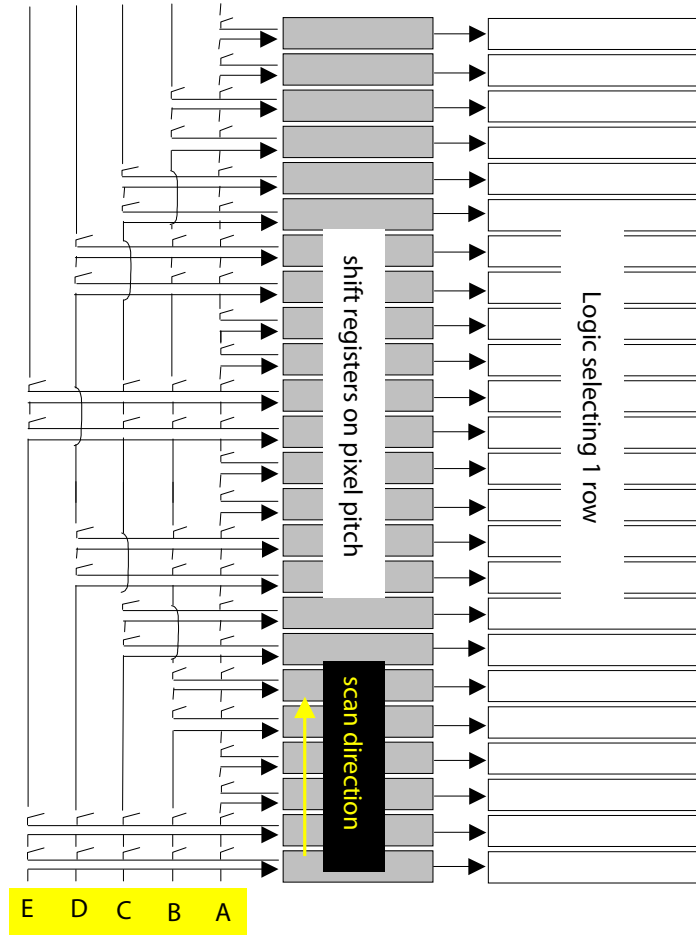 shift registers on pixel pitch
Logic selecting 1 row
scan direction
E D C B A